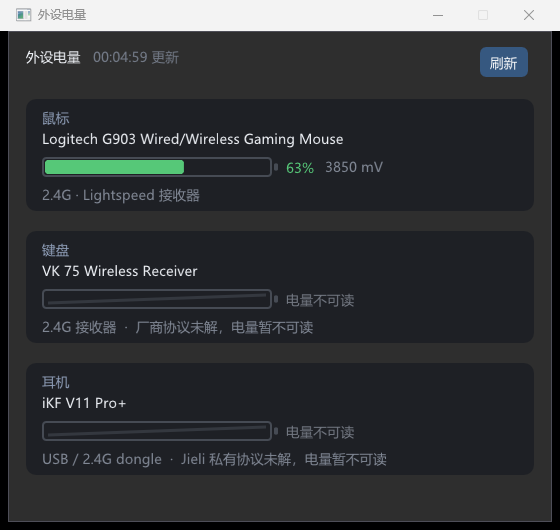 外设电量
外设电量 00:04:59 更新
刷新
鼠标
Logitech G903 Wired/Wireless Gaming Mouse
63% 3850 mV
2.4G · Lightspeed 接收器
键盘
VK 75 Wireless Receiver
电量不可读
2.4G 接收器 · 厂商协议未解，电量暂不可读
耳机
iKF V11 Pro+
电量不可读
USB / 2.4G dongle · Jieli 私有协议未解，电量暂不可读